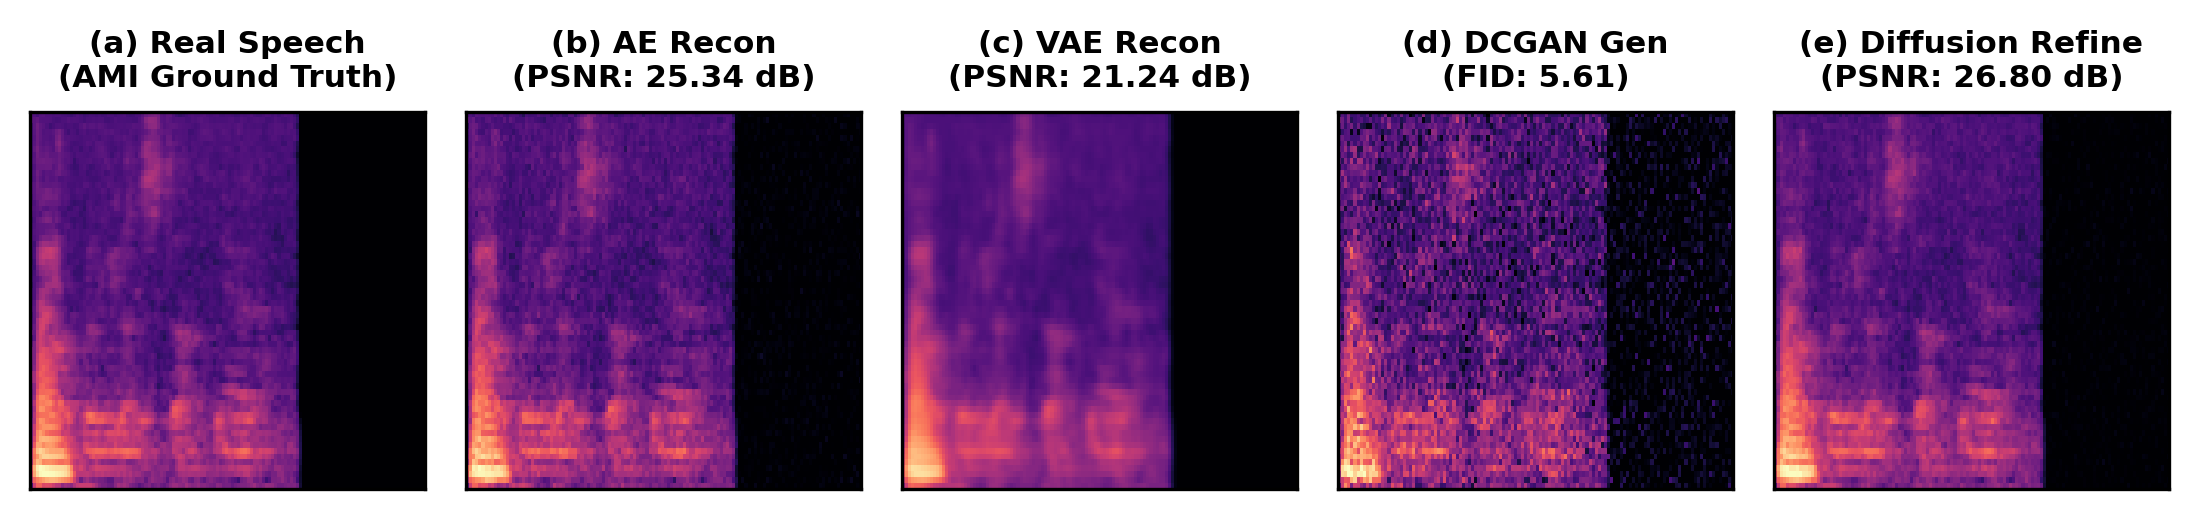 (a) Real Speech
(AMI Ground Truth)
(b) AE Recon
(PSNR: 25.34 dB)
(c) VAE Recon
(PSNR: 21.24 dB)
(d) DCGAN Gen
(FID: 5.61)
(e) Diffusion Refine
(PSNR: 26.80 dB)